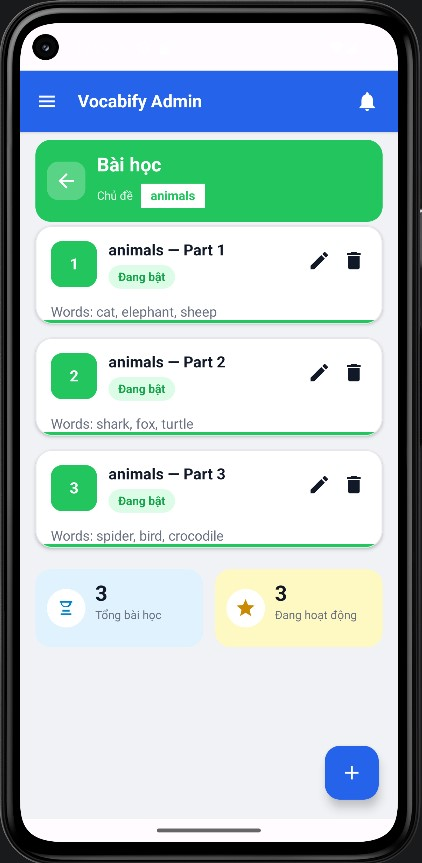 Vocabify Admin
Bài học
Chủ đề animals
1
animals — Part 1
Đang bật
Words: cat, elephant, sheep
2
animals — Part 2
Đang bật
Words: shark, fox, turtle
3
animals — Part 3
Đang bật
Words: spider, bird, crocodile
3
Tổng bài học
3
Đang hoạt động